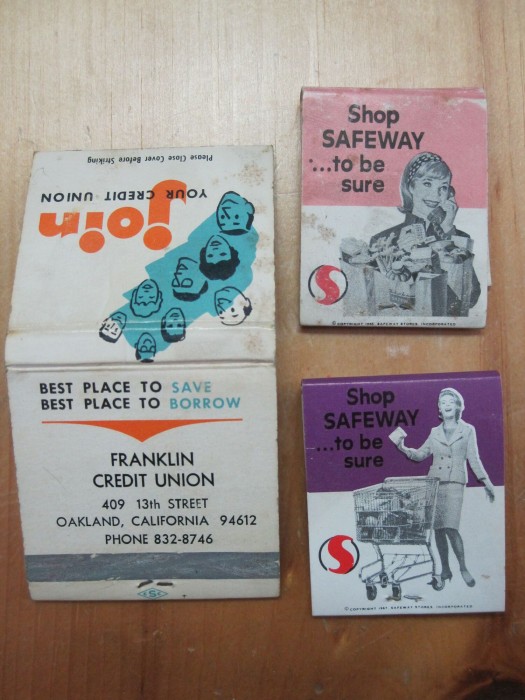 Please Close Cover Before Striking
YOUR CREDIT UNION
join
BEST PLACE TO SAVE
BEST PLACE TO BORROW
FRANKLIN
CREDIT UNION
409 13th STREET
OAKLAND, CALIFORNIA 94612
PHONE 832-8746
Shop
SAFEWAY
...to be
sure
S
Shop
SAFEWAY
...to be
sure
S